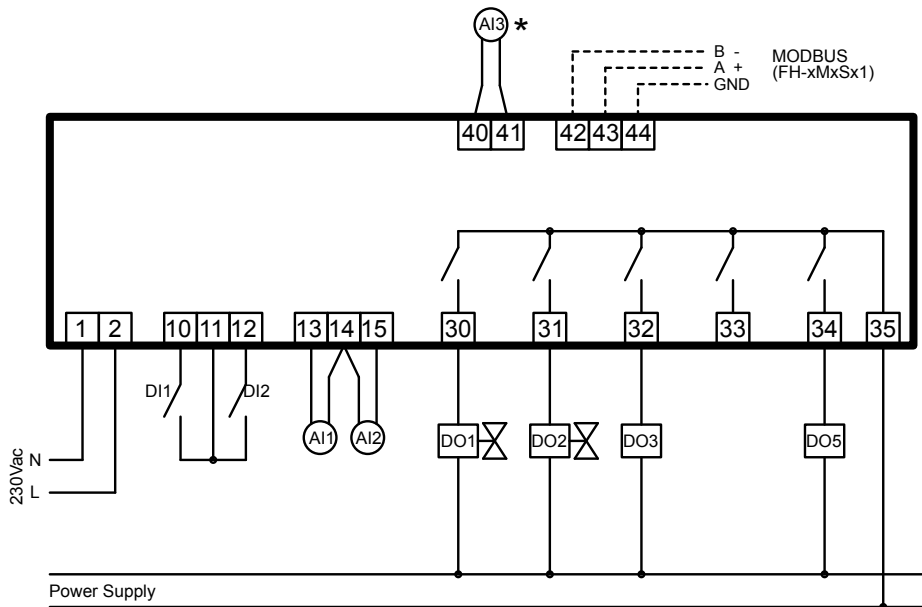 AI3 *
B -
A +
GND
MODBUS
(FH-xMxSx1)
40 41
42 43 44
1 2
10 11 12
13 14 15
30
31
32
33
34
35
DI1
DI2
AI1
AI2
DO1
DO2
DO3
DO5
230Vac
N
L
Power Supply